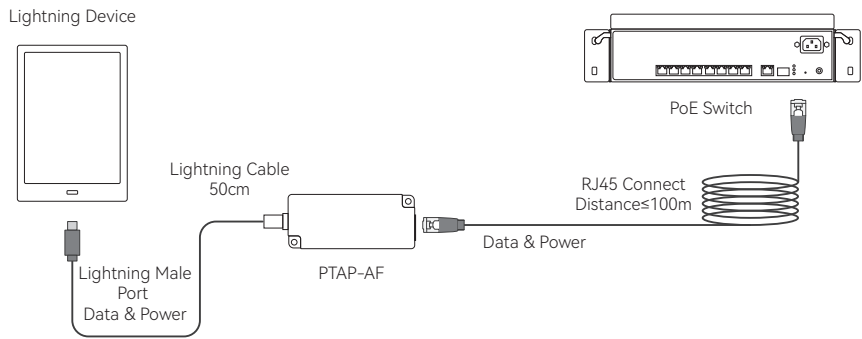 Lightning Device
PoE Switch
Lightning Cable
50cm
RJ45 Connect
Distance≤100m
Data & Power
PTAP-AF
Lightning Male
Port
Data & Power